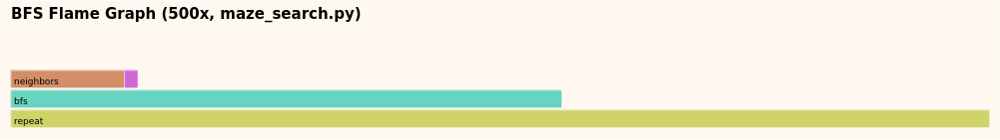 BFS Flame Graph (500x, maze_search.py)
neighbors
bfs
repeat